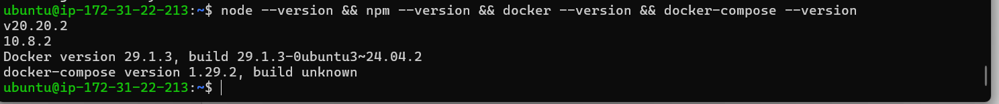 ubuntu@ip-172-31-22-213:~$ node --version && npm --version && docker --version && docker-compose --version
v20.20.2
10.8.2
Docker version 29.1.3, build 29.1.3-0ubuntu3~24.04.2
docker-compose version 1.29.2, build unknown
ubuntu@ip-172-31-22-213:~$